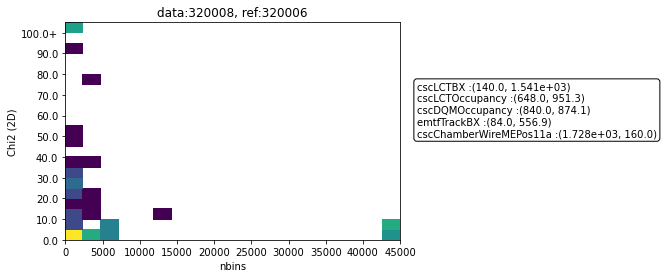 data:320008, ref:320006
100.0+
90.0
80.0
70.0
60.0
50.0
40.0
30.0
20.0
10.0
0.0
Chi2 (2D)
0 5000 10000 15000 20000 25000 30000 35000 40000 45000
nbins
cscLCTBX :(140.0, 1.541e+03)
cscLCTOccupancy :(648.0, 951.3)
cscDQMOccupancy :(840.0, 874.1)
emtfTrackBX :(84.0, 556.9)
cscChamberWireMEPos11a :(1.728e+03, 160.0)